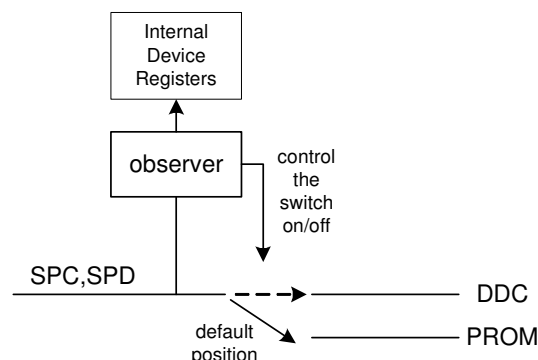 Internal
Device
Registers
observer
control
the
switch
on/off
SPC,SPD
DDC
default
position
PROM